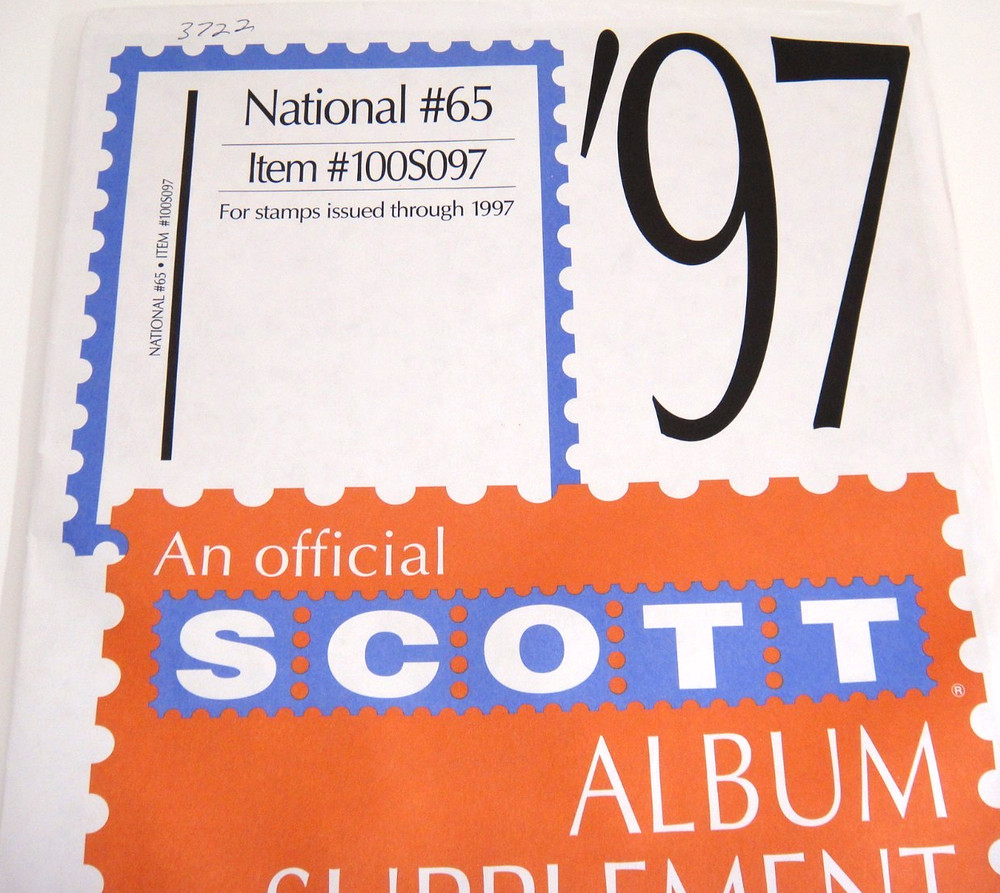 3722
'97
National #65
Item #100S097
For stamps issued through 1997
NATIONAL #65 • ITEM #100S097
An official
SCOTT®
ALBUM
SUPPLEMENT